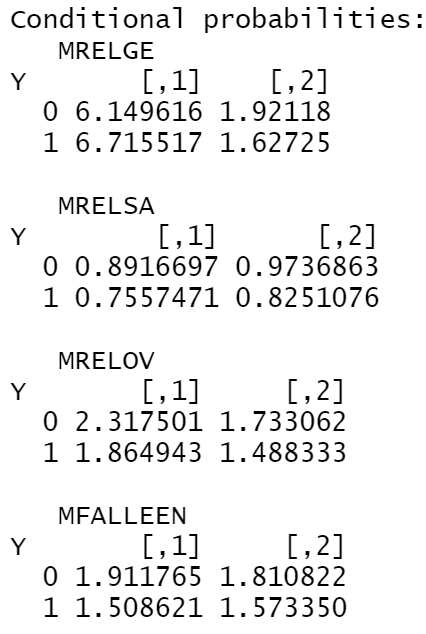 Conditional probabilities:
   MRELGE
Y       [,1]    [,2]
  0 6.149616 1.92118
  1 6.715517 1.62725
   MRELSA
Y        [,1]      [,2]
  0 0.8916697 0.9736863
  1 0.7557471 0.8251076
   MRELOV
Y       [,1]     [,2]
  0 2.317501 1.733062
  1 1.864943 1.488333
   MFALLEEN
Y       [,1]     [,2]
  0 1.911765 1.810822
  1 1.508621 1.573350